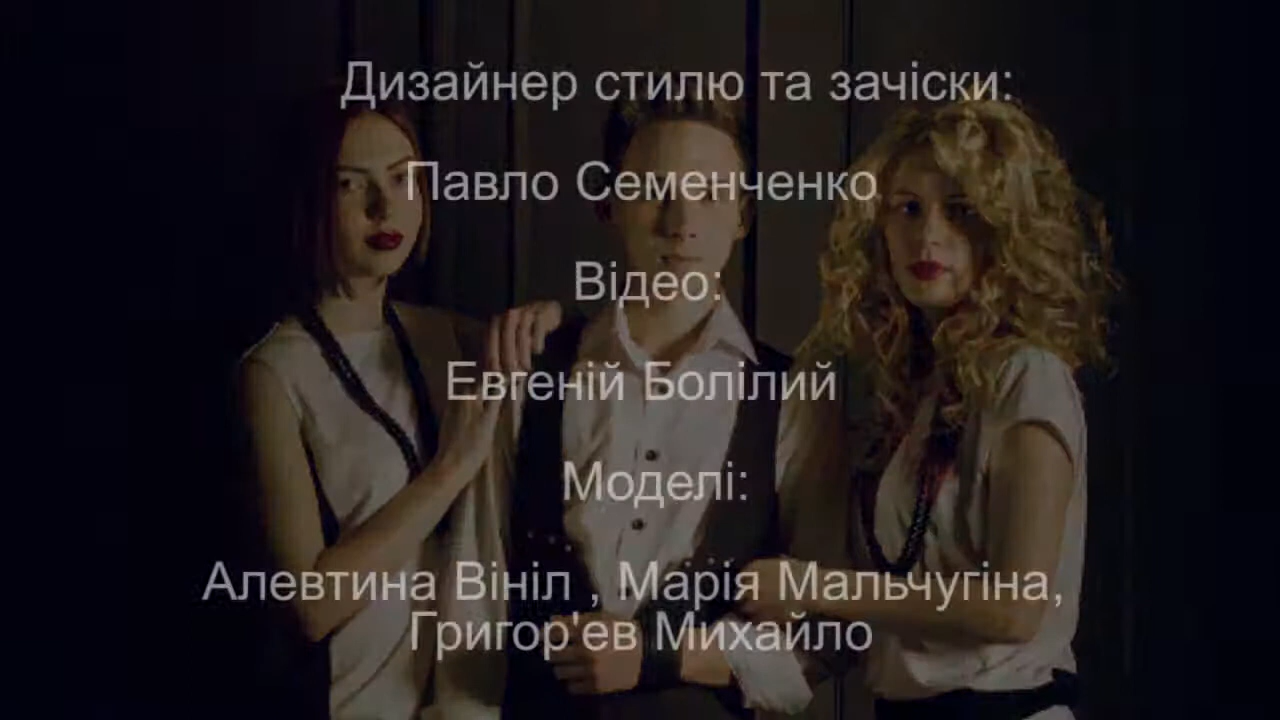 Дизайнер стилю та зачіски:
Павло Семенченко
Відео:
Евгеній Болілий
Моделі:
Алевтина Вініл , Марія Мальчугіна,
Григор'ев Михайло